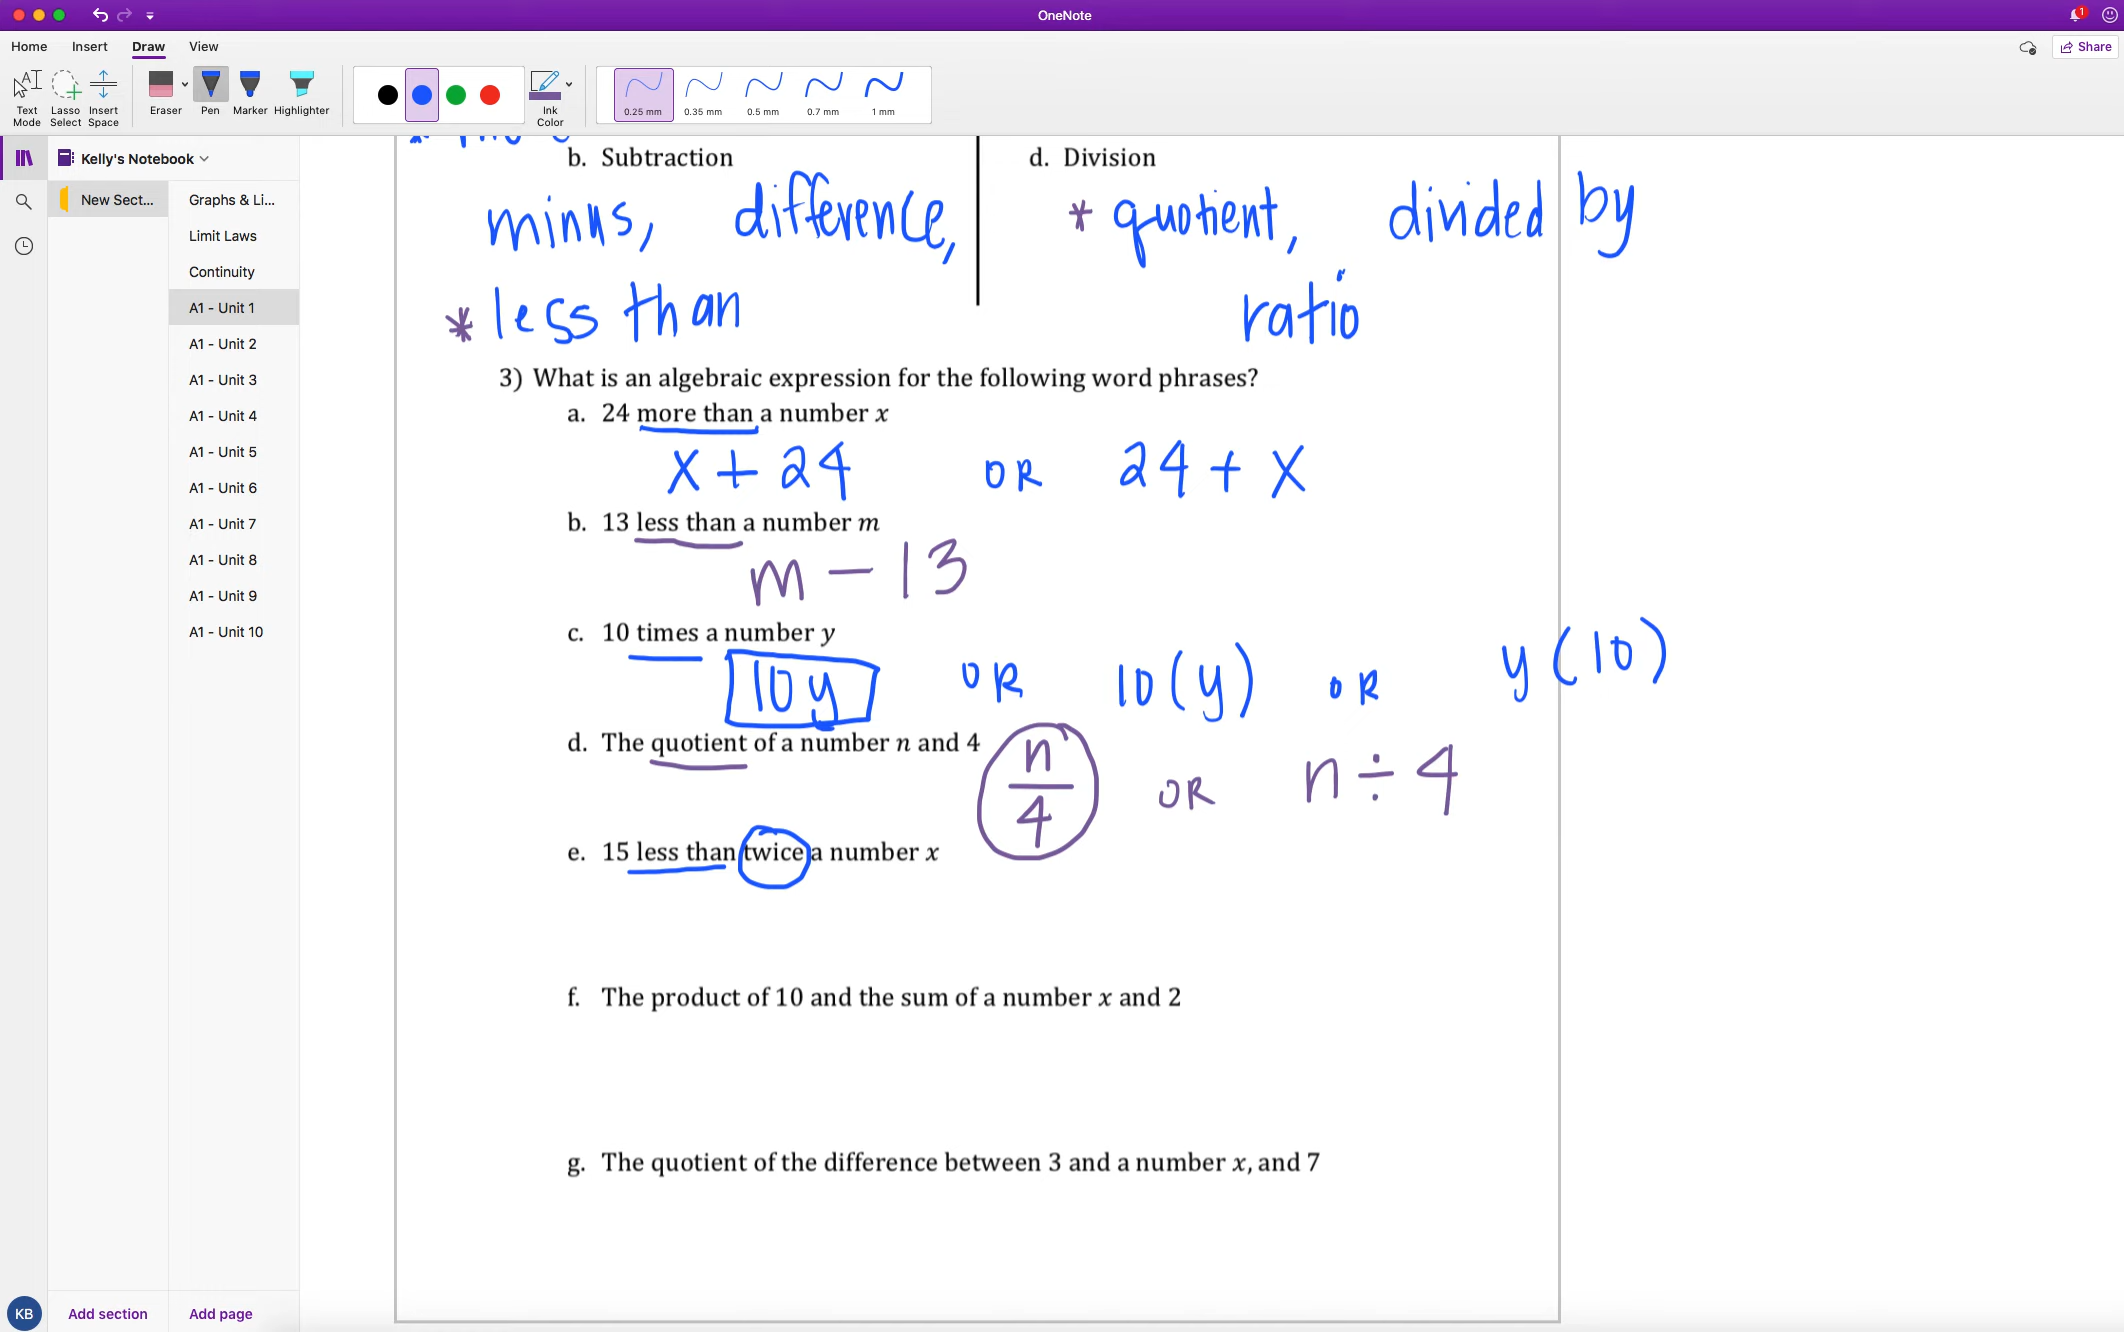 OneNote
1
Home Insert Draw View
Share
Text Mode
Lasso Select
Insert Space
Eraser
Pen
Marker
Highlighter
Ink Color
0.25 mm 0.35 mm 0.5 mm 0.7 mm 1 mm
Kelly's Notebook
New Sect...
Graphs & Li...
Limit Laws
Continuity
A1 - Unit 1
A1 - Unit 2
A1 - Unit 3
A1 - Unit 4
A1 - Unit 5
A1 - Unit 6
A1 - Unit 7
A1 - Unit 8
A1 - Unit 9
A1 - Unit 10
KB
Add section
Add page
b. Subtraction
minus, difference,
* less than
d. Division
* quotient, divided by
ratio
3) What is an algebraic expression for the following word phrases?
a. 24 more than a number x
x + 24 OR 24 + x
b. 13 less than a number m
m - 13
c. 10 times a number y
10y OR 10(y) OR y(10)
d. The quotient of a number n and 4
n/4 OR n ÷ 4
e. 15 less than twice a number x
f. The product of 10 and the sum of a number x and 2
g. The quotient of the difference between 3 and a number x, and 7